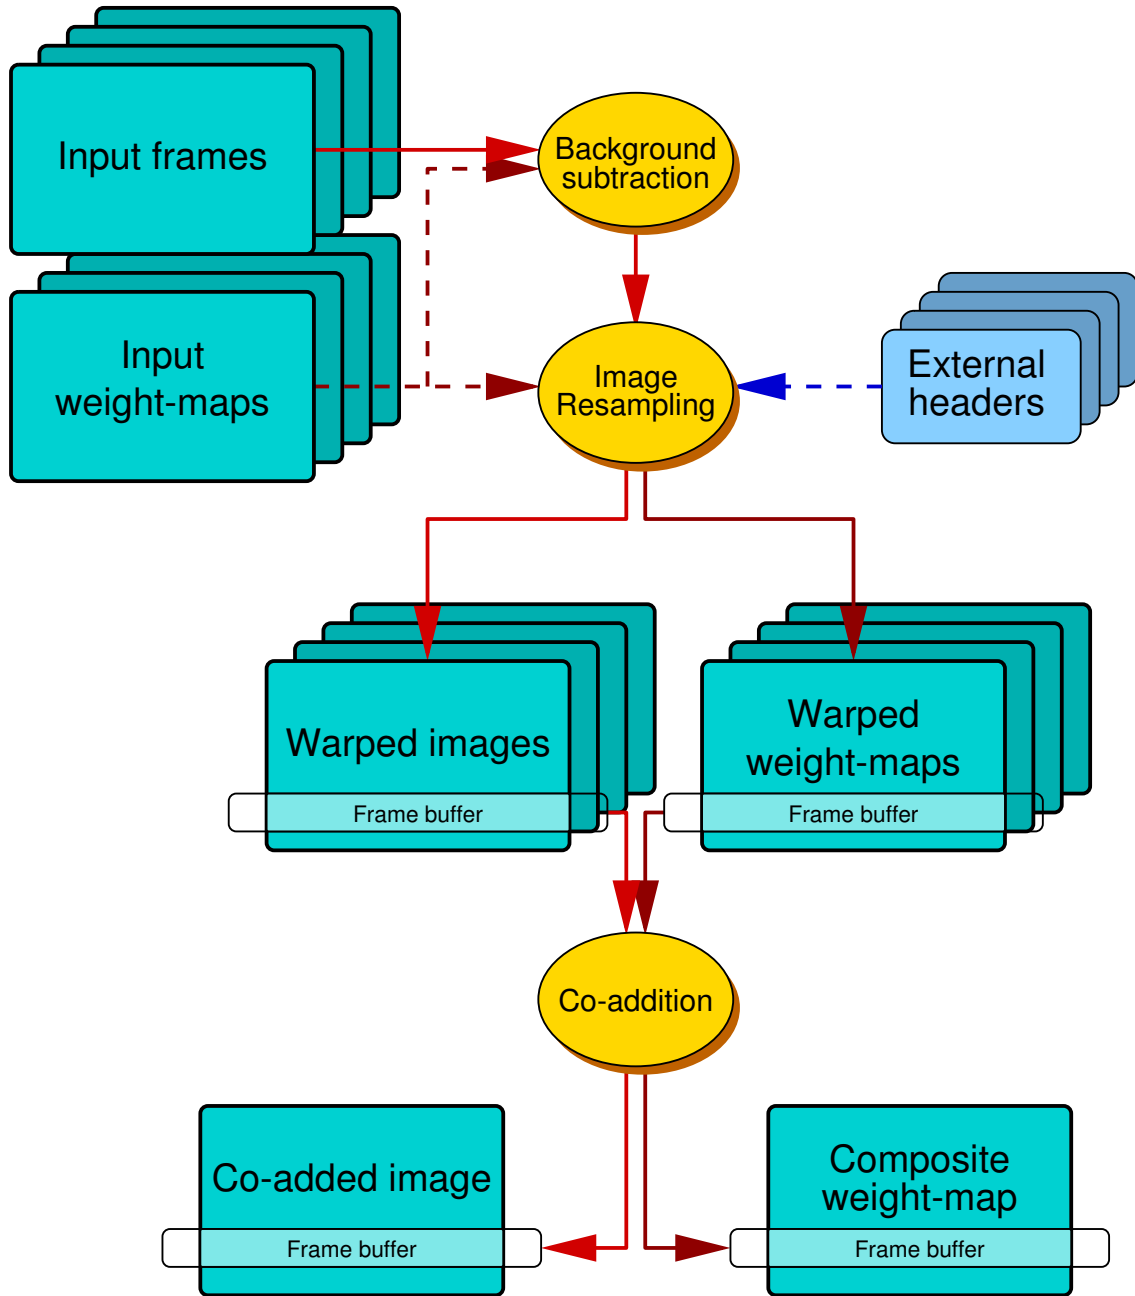 Input frames
Background
subtraction
Input
weight-maps
Image
Resampling
External
headers
Warped images
Frame buffer
Warped
weight-maps
Frame buffer
Co-addition
Co-added image
Frame buffer
Composite
weight-map
Frame buffer